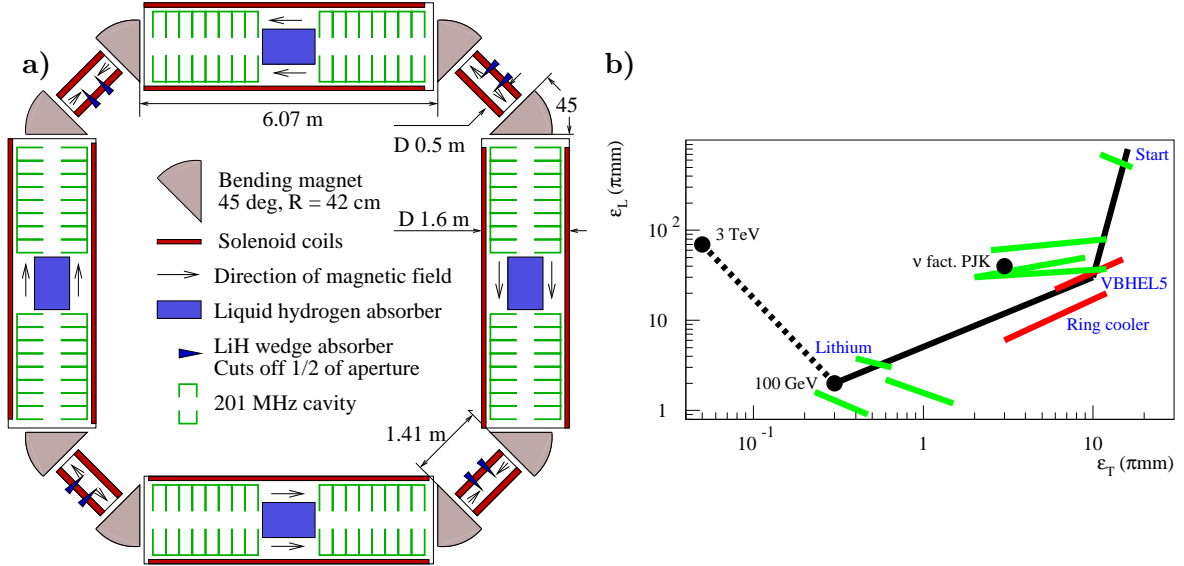 a)
6.07 m
45
D 0.5 m
Bending magnet
45 deg, R = 42 cm
D 1.6 m
Solenoid coils
Direction of magnetic field
Liquid hydrogen absorber
LiH wedge absorber
Cuts off 1/2 of aperture
201 MHz cavity
1.41 m
b)
ε_L (πmm)
10²
10
1
Start
3 TeV
ν fact. PJK
VBHEL5
Ring cooler
Lithium
100 GeV
10⁻¹
1
10
ε_T (πmm)